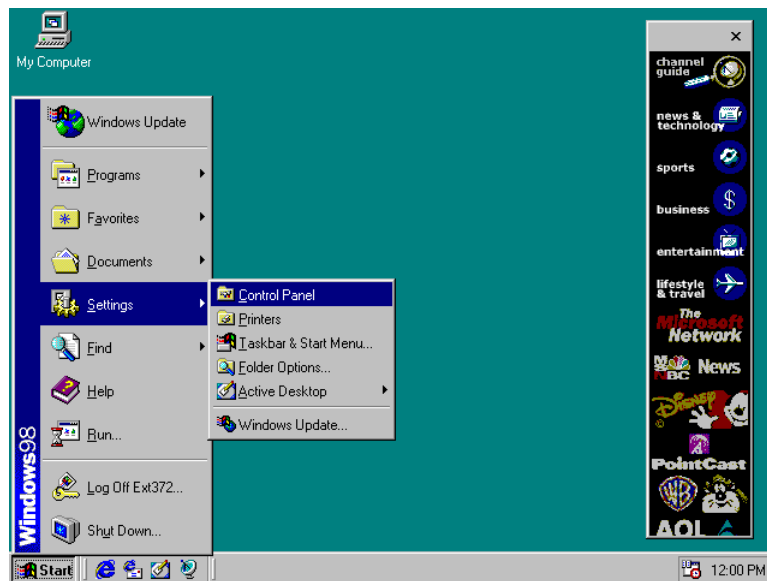 My Computer
Windows98
Windows Update
Programs
Favorites
Documents
Settings
Find
Help
Run...
Log Off Ext372...
Shut Down...
Control Panel
Printers
Taskbar & Start Menu...
Folder Options...
Active Desktop
Windows Update...
channel
guide
news &
technology
sports
business
entertainment
lifestyle
& travel
The
Microsoft
Network
MSNBC News
Disney
PointCast
WB
AOL
Start
12:00 PM